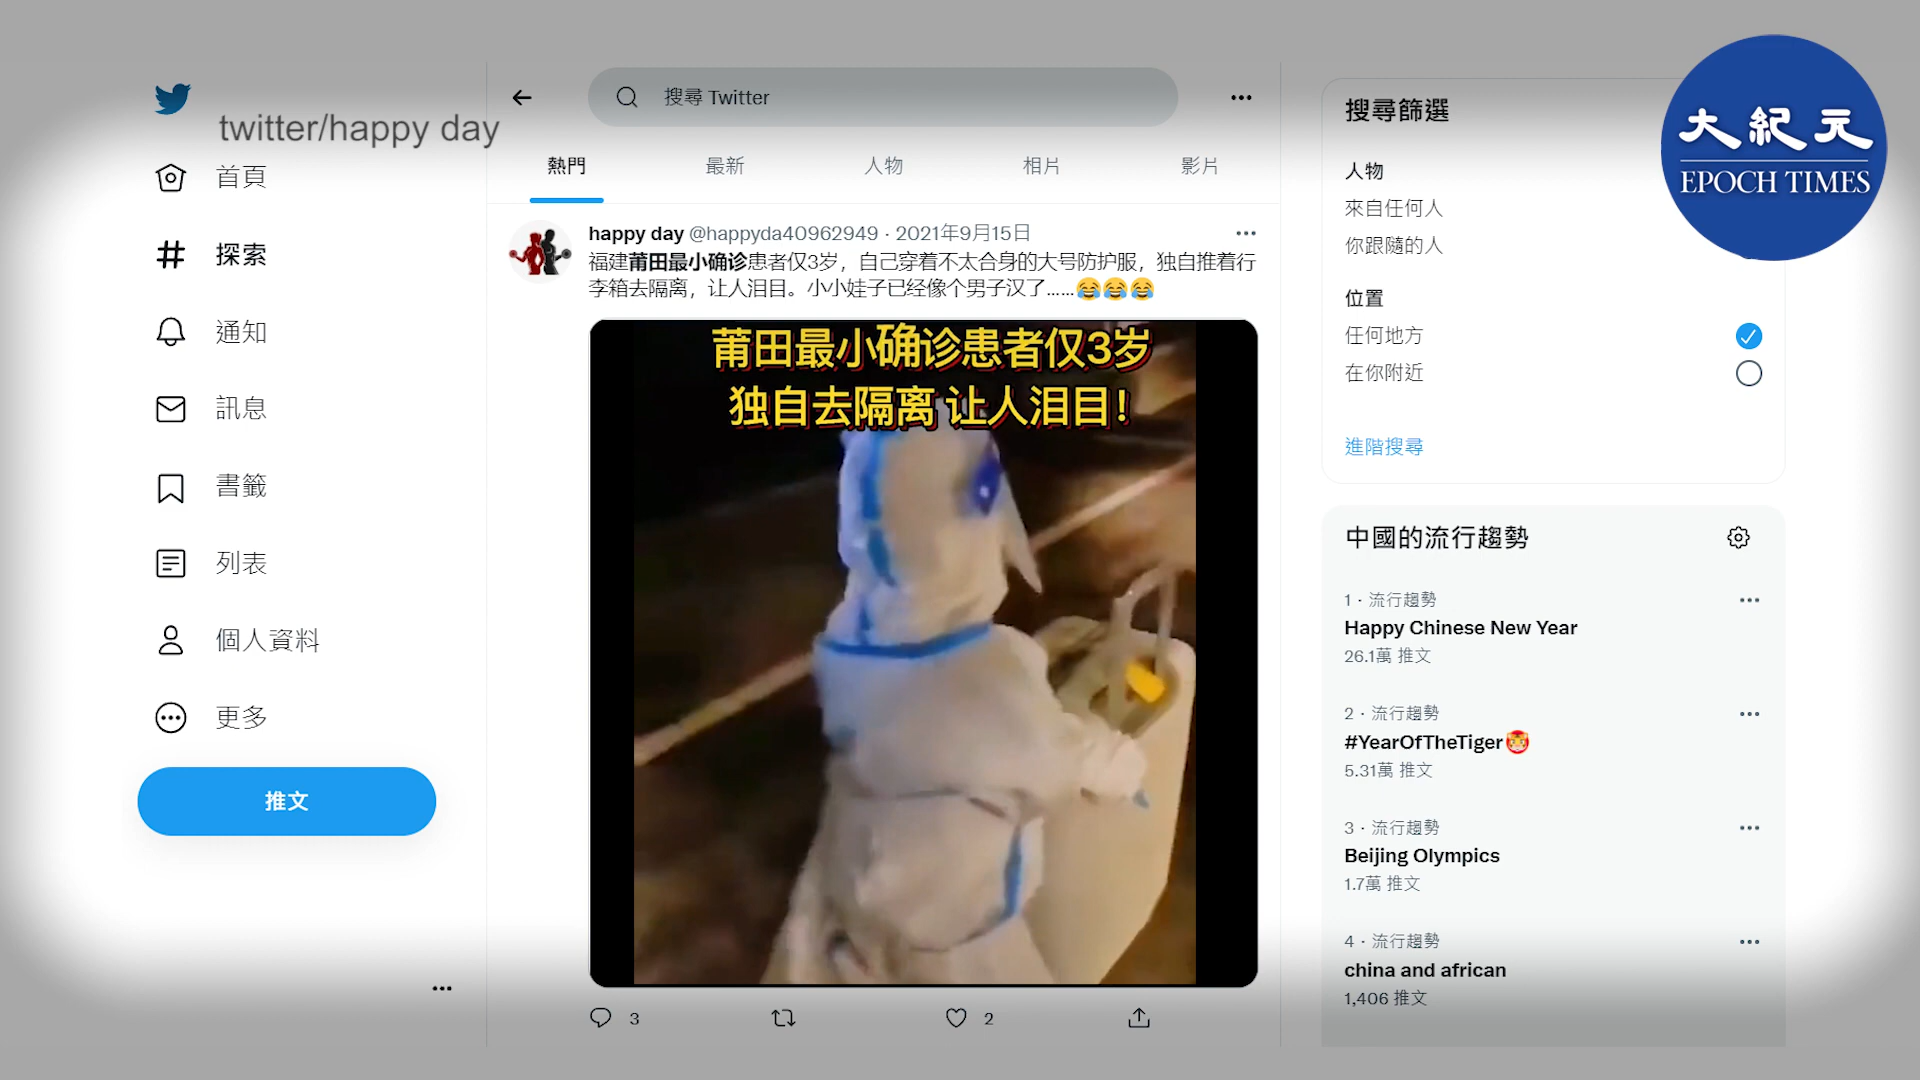 twitter/happy day
首頁
探索
通知
訊息
書籤
列表
個人資料
更多
推文
搜尋 Twitter
熱門
最新
人物
相片
影片
happy day @happyda40962949 · 2021年9月15日
福建莆田最小确诊患者仅3岁，自己穿着不太合身的大号防护服，独自推着行
李箱去隔离，让人泪目。小小娃子已经像个男子汉了......😂😂😂
莆田最小确诊患者仅3岁
独自去隔离 让人泪目！
3
2
搜尋篩選
人物
來自任何人
你跟隨的人
位置
任何地方
在你附近
進階搜尋
中國的流行趨勢
1 · 流行趨勢
Happy Chinese New Year
26.1萬 推文
2 · 流行趨勢
#YearOfTheTiger🐯
5.31萬 推文
3 · 流行趨勢
Beijing Olympics
1.7萬 推文
4 · 流行趨勢
china and african
1,406 推文
大紀元
EPOCH TIMES